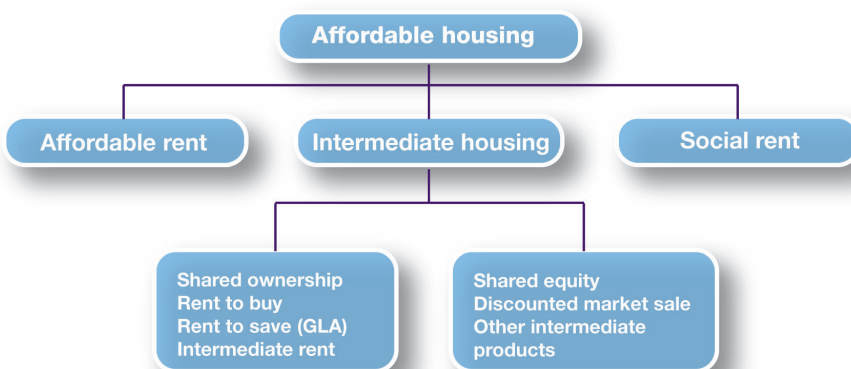 Affordable housing
Affordable rent
Intermediate housing
Social rent
Shared ownership
Rent to buy
Rent to save (GLA)
Intermediate rent
Shared equity
Discounted market sale
Other intermediate
products